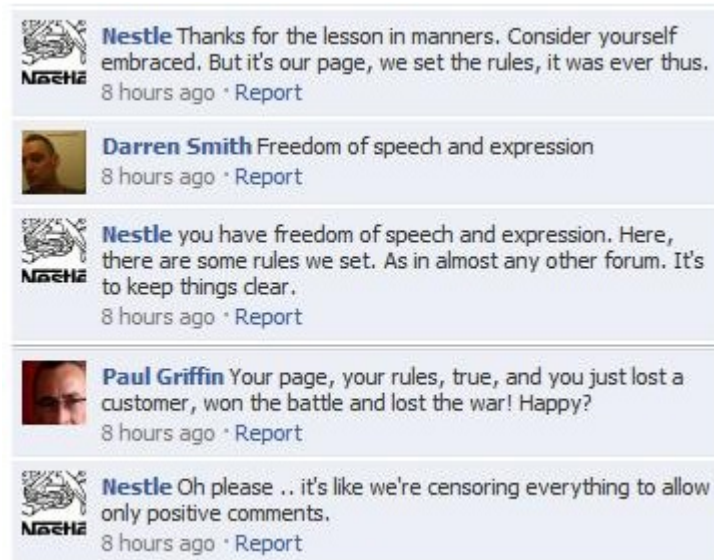 Nestle Thanks for the lesson in manners. Consider yourself
embraced. But it's our page, we set the rules, it was ever thus.
Nestlé
8 hours ago · Report
Darren Smith Freedom of speech and expression
8 hours ago · Report
Nestle you have freedom of speech and expression. Here,
there are some rules we set. As in almost any other forum. It's
Nestlé
to keep things clear.
8 hours ago · Report
Paul Griffin Your page, your rules, true, and you just lost a
customer, won the battle and lost the war! Happy?
8 hours ago · Report
Nestle Oh please .. it's like we're censoring everything to allow
only positive comments.
Nestlé
8 hours ago · Report